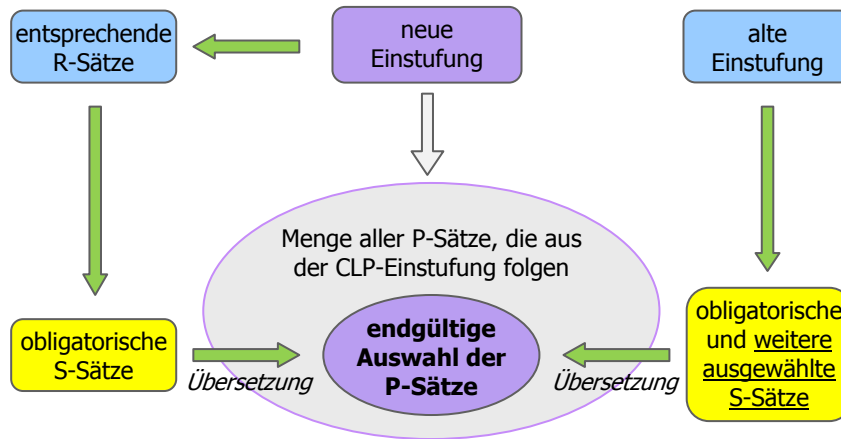 entsprechende
R-Sätze
neue
Einstufung
alte
Einstufung
Menge aller P-Sätze, die aus
der CLP-Einstufung folgen
obligatorische
S-Sätze
Übersetzung
endgültige
Auswahl der
P-Sätze
Übersetzung
obligatorische
und weitere
ausgewählte
S-Sätze